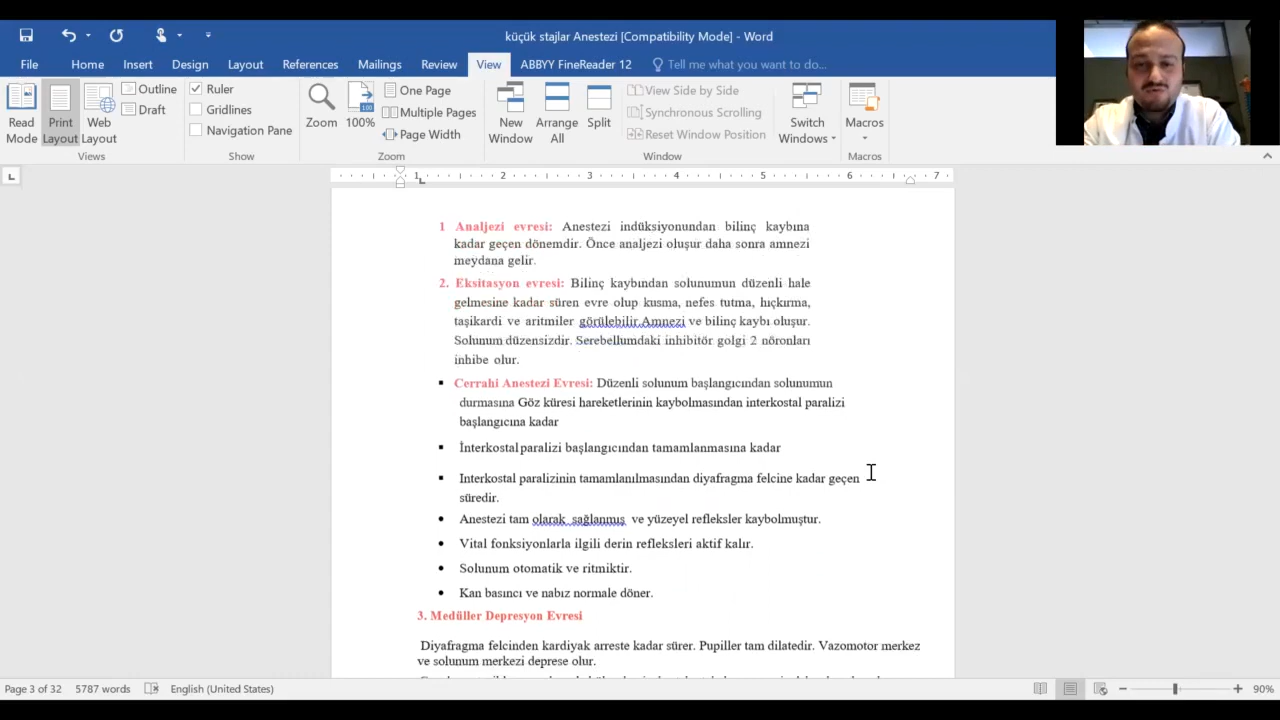 küçük stajlar Anestezi [Compatibility Mode] - Word
File Home Insert Design Layout References Mailings Review View ABBYY FineReader 12 Tell me what you want to do...
Read Mode
Print Layout
Web Layout
Outline
Draft
Views
Ruler
Gridlines
Navigation Pane
Show
Zoom
100%
One Page
Multiple Pages
Page Width
Zoom
New Window
Arrange All
Split
View Side by Side
Synchronous Scrolling
Reset Window Position
Window
Switch Windows
Macros
Macros
1 2 3 4 5 6 7
1 Analjezi evresi: Anestezi indüksiyonundan bilinç kaybına
kadar geçen dönemdir. Önce analjezi oluşur daha sonra amnezi
meydana gelir.
2. Eksitasyon evresi: Bilinç kaybından solunumun düzenli hale
gelmesine kadar süren evre olup kusma, nefes tutma, hıçkırma,
taşikardi ve aritmiler görülebilir.Amnezi ve bilinç kaybı oluşur.
Solunum düzensizdir. Serebellumdaki inhibitör golgi 2 nöronları
inhibe olur.
▪ Cerrahi Anestezi Evresi: Düzenli solunum başlangıcından solunumun
durmasına Göz küresi hareketlerinin kaybolmasından interkostal paralizi
başlangıcına kadar
▪ İnterkostal paralizi başlangıcından tamamlanmasına kadar
▪ Interkostal paralizinin tamamlanılmasından diyafragma felcine kadar geçen
süredir.
• Anestezi tam olarak sağlanmış ve yüzeyel refleksler kaybolmuştur.
• Vital fonksiyonlarla ilgili derin refleksleri aktif kalır.
• Solunum otomatik ve ritmiktir.
• Kan basıncı ve nabız normale döner.
3. Medüller Depresyon Evresi
Diyafragma felcinden kardiyak arreste kadar sürer. Pupiller tam dilatedir. Vazomotor merkez
ve solunum merkezi deprese olur.
Page 3 of 32 5787 words English (United States) 90%